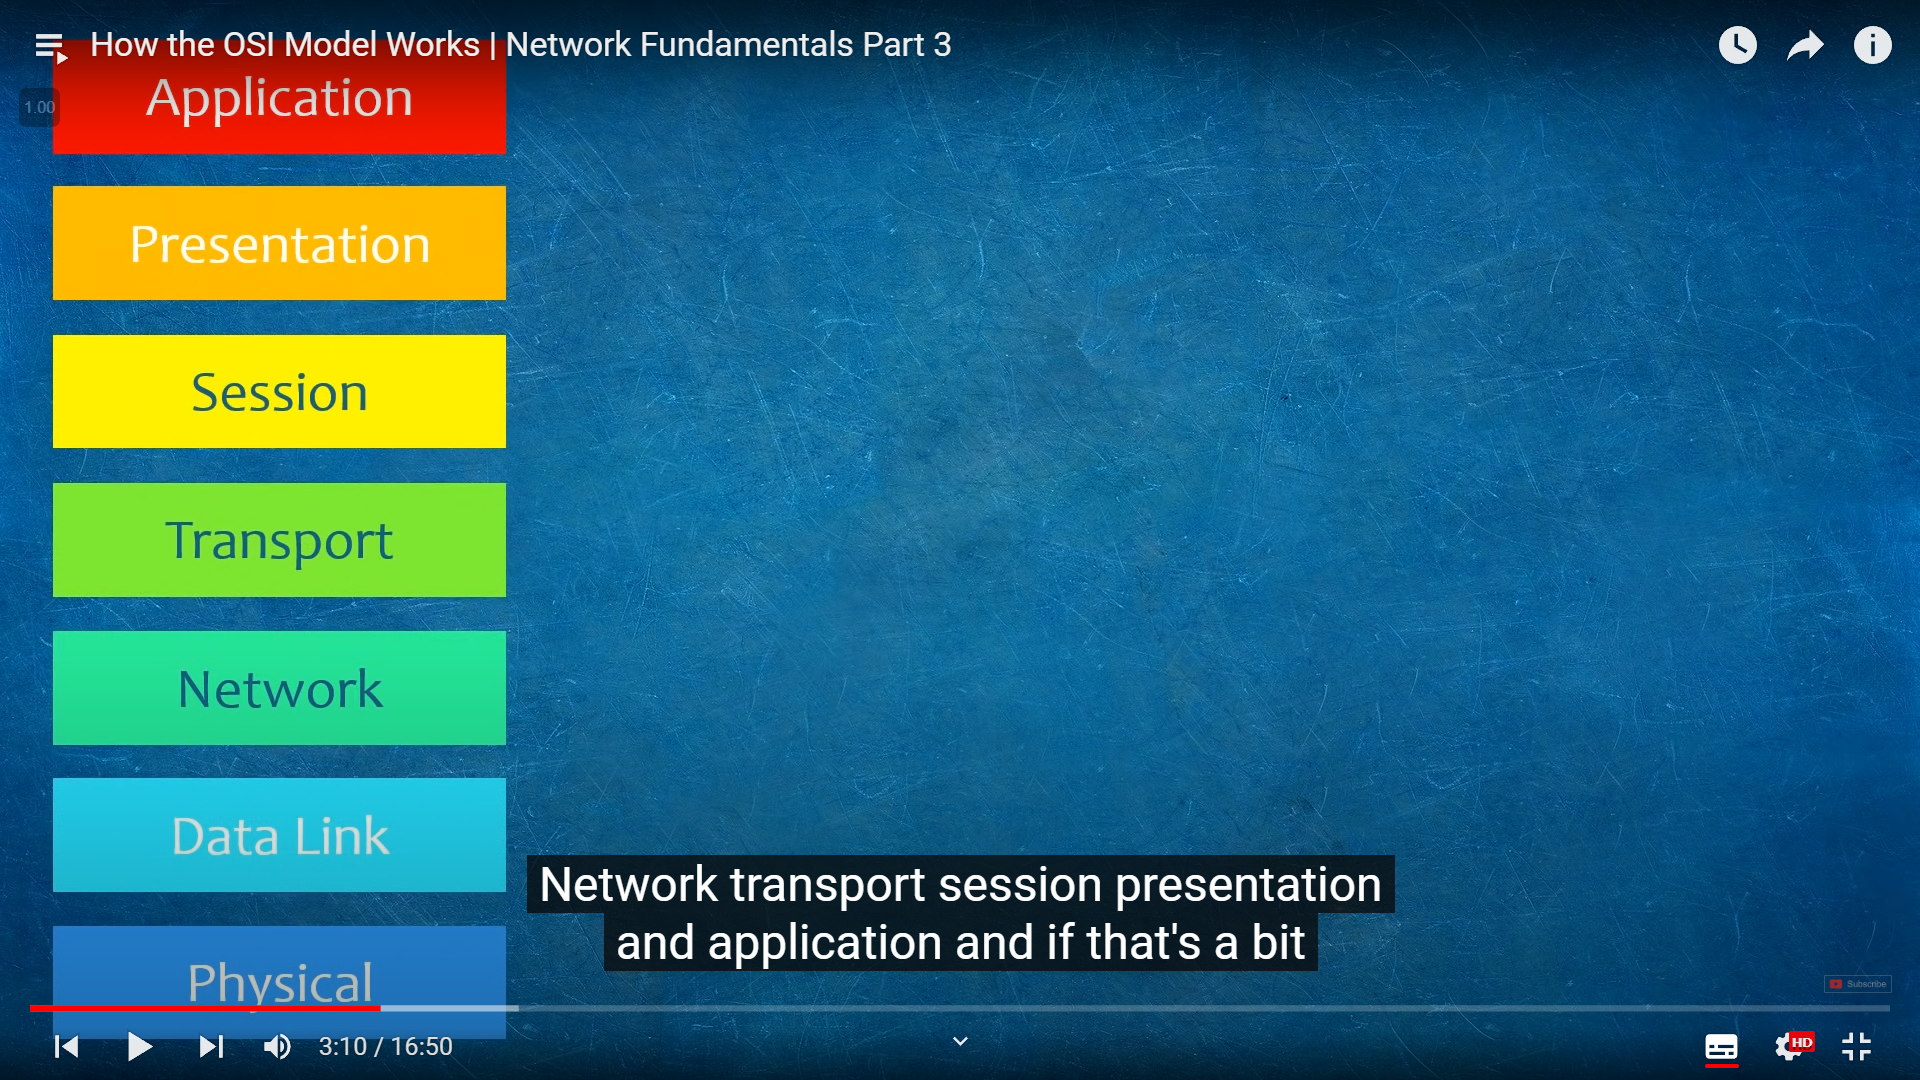 How the OSI Model Works | Network Fundamentals Part 3
1.00
Application
Presentation
Session
Transport
Network
Data Link
Physical
Network transport session presentation
and application and if that's a bit
Subscribe
3:10 / 16:50
HD